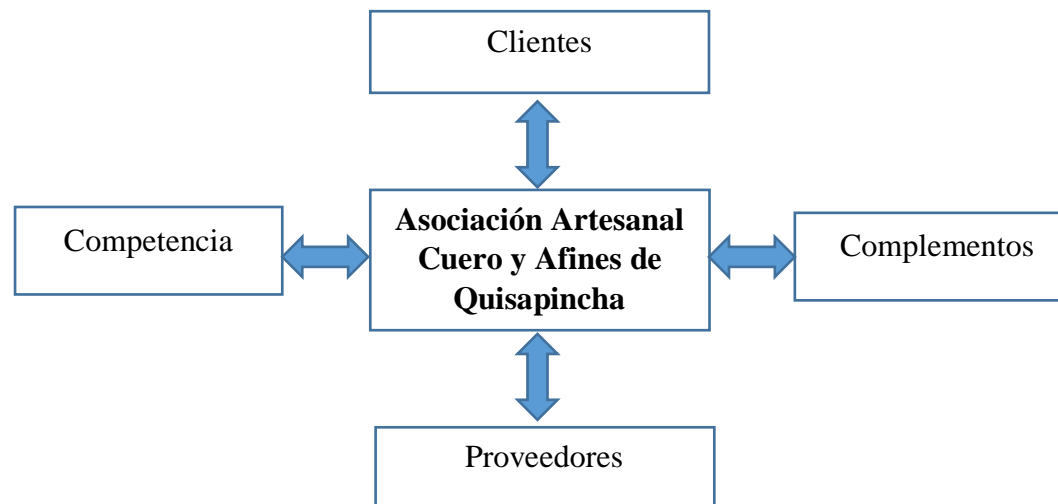 Clientes
Competencia
Asociación Artesanal
Cuero y Afines de
Quisapincha
Complementos
Proveedores